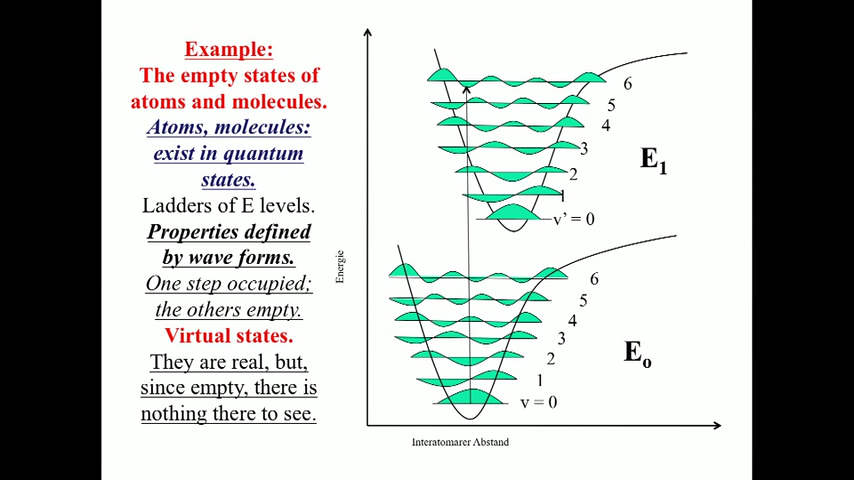 Example:
The empty states of
atoms and molecules.
Atoms, molecules:
exist in quantum
states.
Ladders of E levels.
Properties defined
by wave forms.
One step occupied;
the others empty.
Virtual states.
They are real, but,
since empty, there is
nothing there to see.
Energie
6
5
4
3
2
1
v’ = 0
E1
6
5
4
3
2
1
v = 0
Eo
Interatomarer Abstand